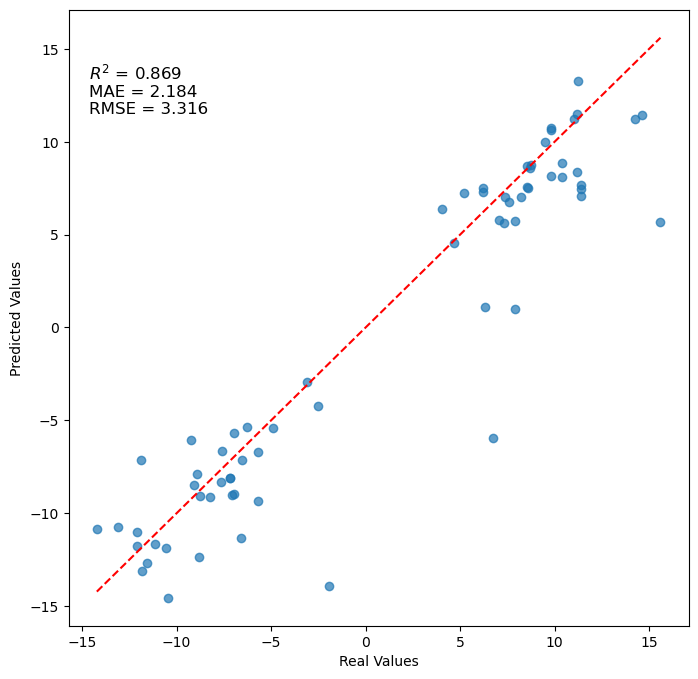 15
R² = 0.869
MAE = 2.184
RMSE = 3.316
10
5
0
−5
−10
−15
Predicted Values
−15 −10 −5 0 5 10 15
Real Values